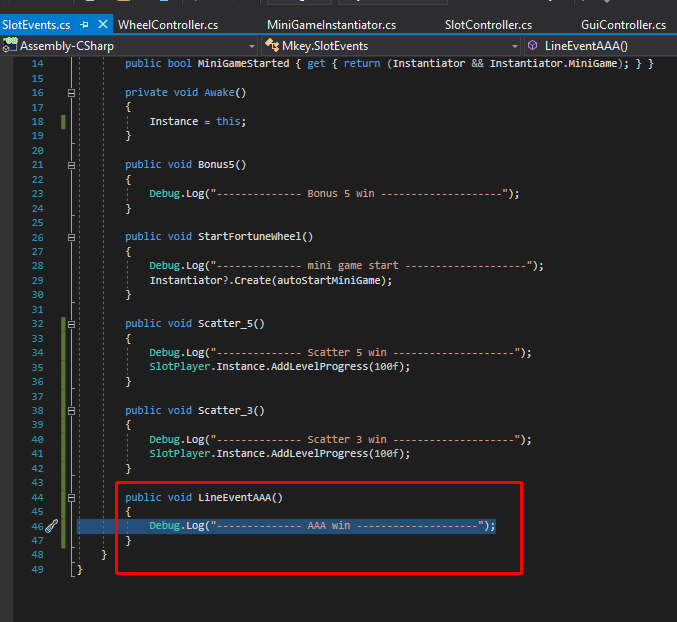 SlotEvents.cs WheelController.cs MiniGameInstantiator.cs SlotController.cs GuiController.cs
Assembly-CSharp Mkey.SlotEvents LineEventAAA()
14 public bool MiniGameStarted { get { return (Instantiator && Instantiator.MiniGame); } }
15
16 private void Awake()
17 {
18 Instance = this;
19 }
20
21 public void Bonus5()
22 {
23 Debug.Log("-------------- Bonus 5 win --------------------");
24 }
25
26 public void StartFortuneWheel()
27 {
28 Debug.Log("-------------- mini game start --------------------");
29 Instantiator?.Create(autoStartMiniGame);
30 }
31
32 public void Scatter_5()
33 {
34 Debug.Log("-------------- Scatter 5 win --------------------");
35 SlotPlayer.Instance.AddLevelProgress(100f);
36 }
37
38 public void Scatter_3()
39 {
40 Debug.Log("-------------- Scatter 3 win --------------------");
41 SlotPlayer.Instance.AddLevelProgress(100f);
42 }
43
44 public void LineEventAAA()
45 {
46 Debug.Log("-------------- AAA win --------------------");
47 }
48 }
49 }